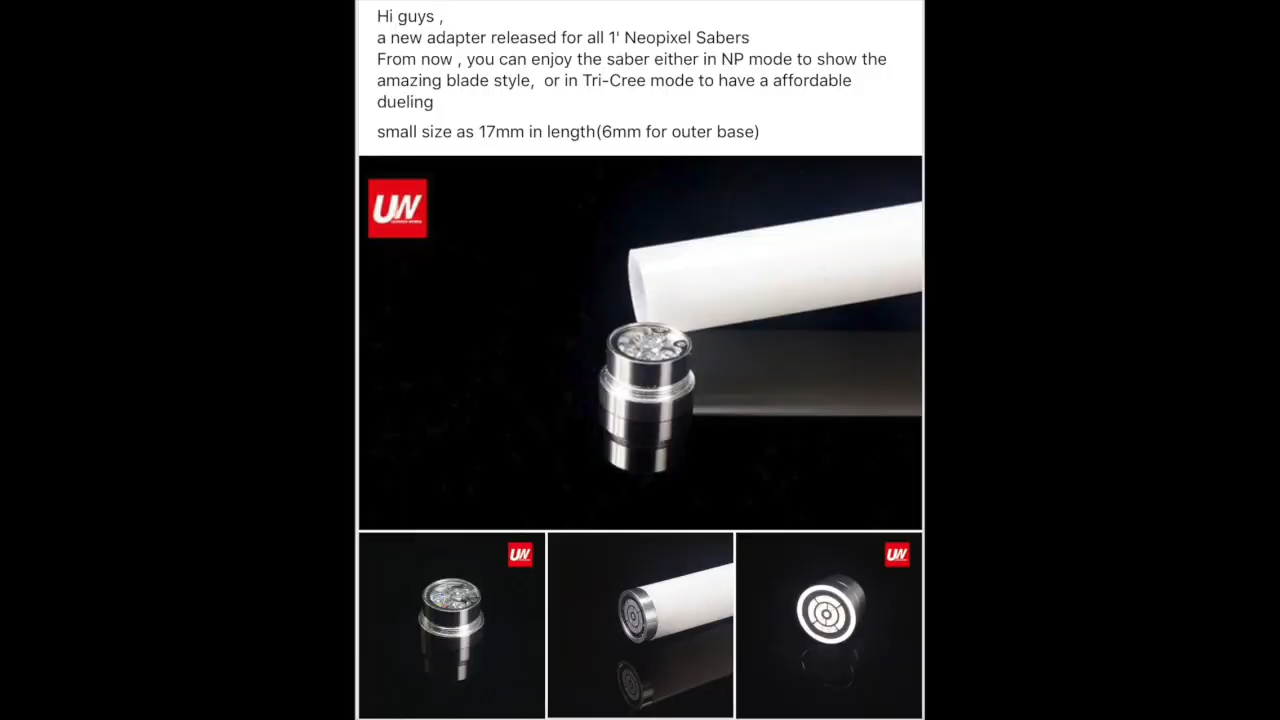 Hi guys ,
a new adapter released for all 1' Neopixel Sabers
From now , you can enjoy the saber either in NP mode to show the
amazing blade style,  or in Tri-Cree mode to have a affordable
dueling
small size as 17mm in length(6mm for outer base)
UW
UW
UW